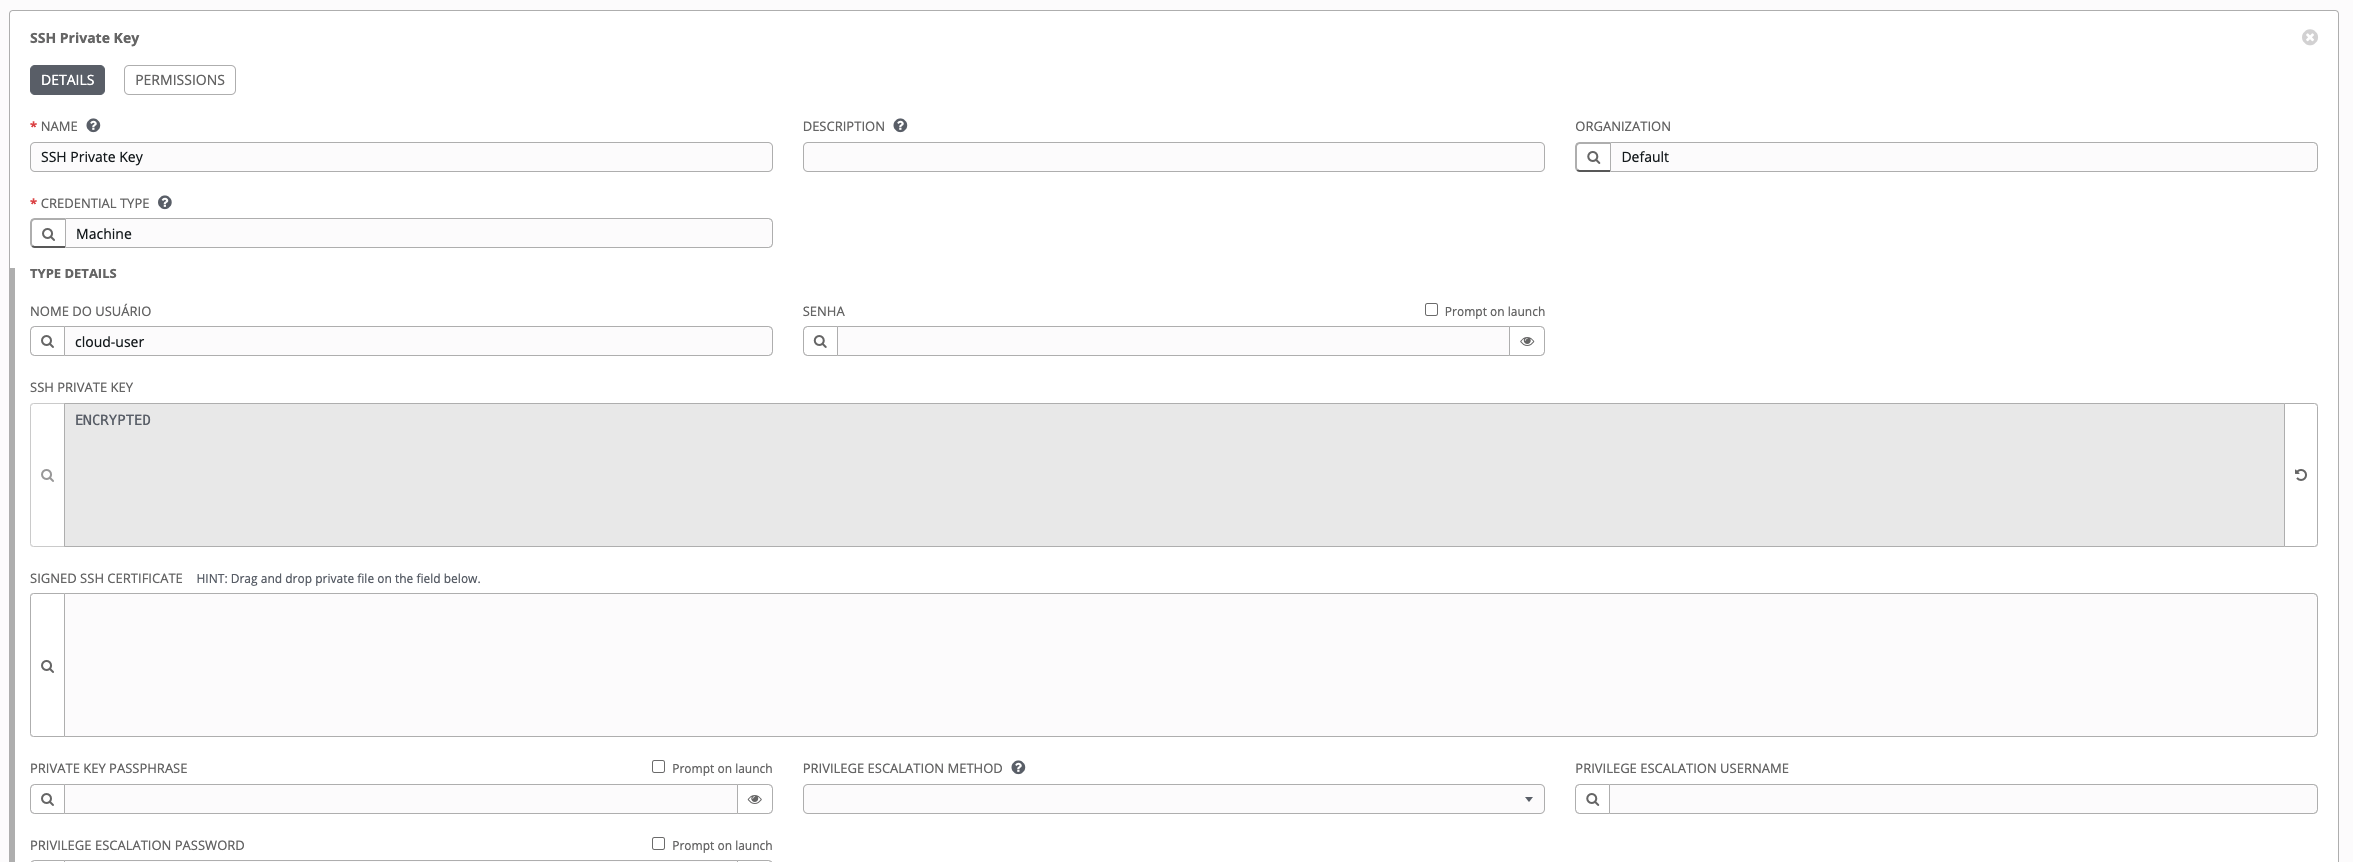 SSH Private Key
DETAILS PERMISSIONS
* NAME DESCRIPTION ORGANIZATION
SSH Private Key Default
* CREDENTIAL TYPE
Machine
TYPE DETAILS
NOME DO USUÁRIO SENHA Prompt on launch
cloud-user
SSH PRIVATE KEY
ENCRYPTED
SIGNED SSH CERTIFICATE HINT: Drag and drop private file on the field below.
PRIVATE KEY PASSPHRASE Prompt on launch PRIVILEGE ESCALATION METHOD PRIVILEGE ESCALATION USERNAME
PRIVILEGE ESCALATION PASSWORD Prompt on launch